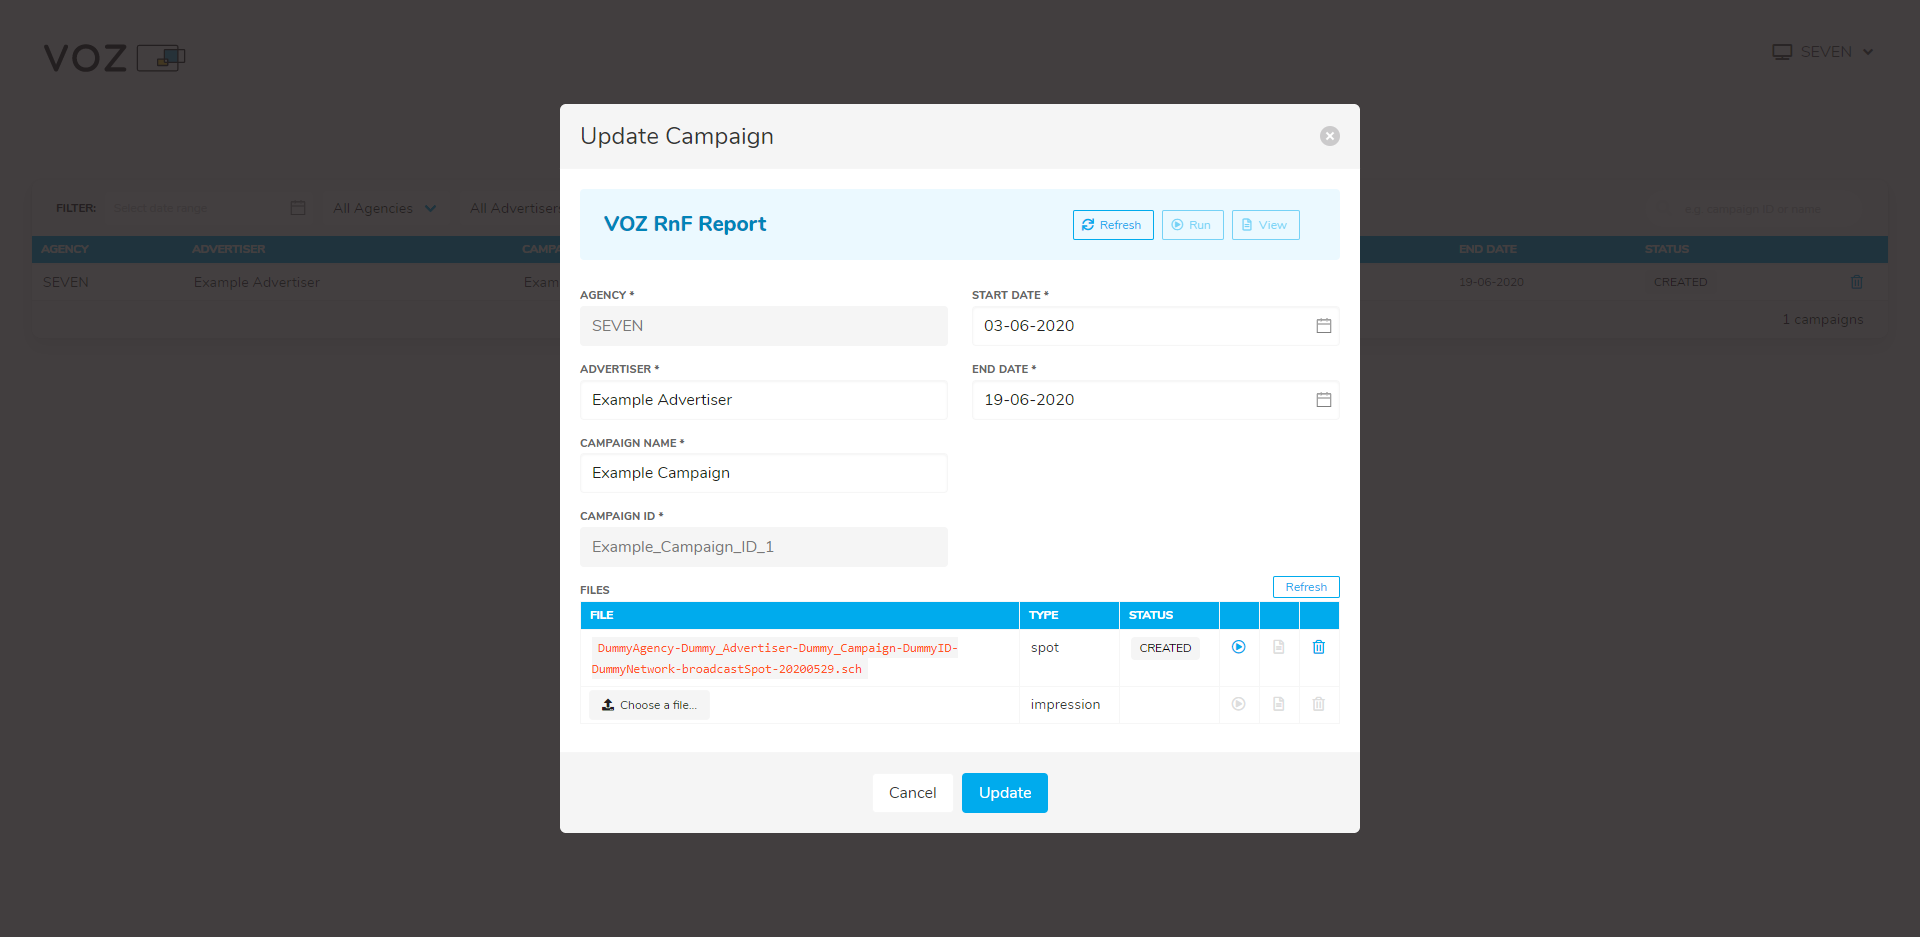 VOZ
SEVEN
Update Campaign
FILTER:
Select date range
All Agencies
All Advertisers
e.g. campaign ID or name
VOZ RnF Report
Refresh
Run
View
AGENCY
ADVERTISER
CAMPA
END DATE
STATUS
SEVEN
Example Advertiser
Exam
19-06-2020
CREATED
1 campaigns
AGENCY *
START DATE *
SEVEN
03-06-2020
ADVERTISER *
END DATE *
Example Advertiser
19-06-2020
CAMPAIGN NAME *
Example Campaign
CAMPAIGN ID *
Example_Campaign_ID_1
FILES
Refresh
FILE
TYPE
STATUS
DummyAgency-Dummy_Advertiser-Dummy_Campaign-DummyID-
DummyNetwork-broadcastSpot-20200529.sch
spot
CREATED
Choose a file...
impression
Cancel
Update